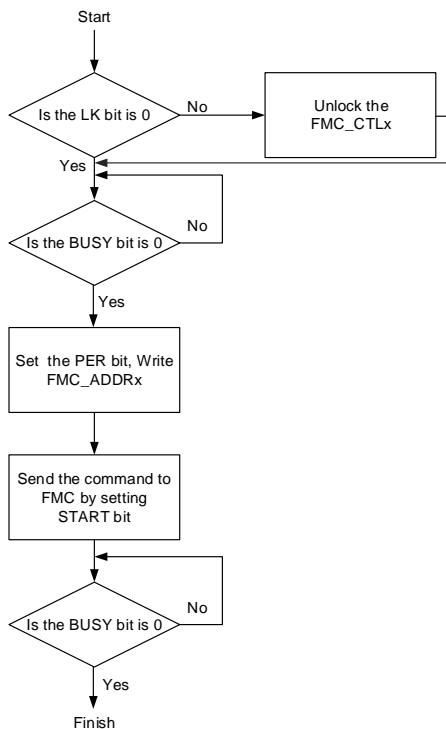 Start
Is the LK bit is 0
No
Unlock the
FMC_CTLx
Yes
Is the BUSY bit is 0
No
Yes
Set the PER bit, Write
FMC_ADDRx
Send the command to
FMC by setting
START bit
Is the BUSY bit is 0
No
Yes
Finish